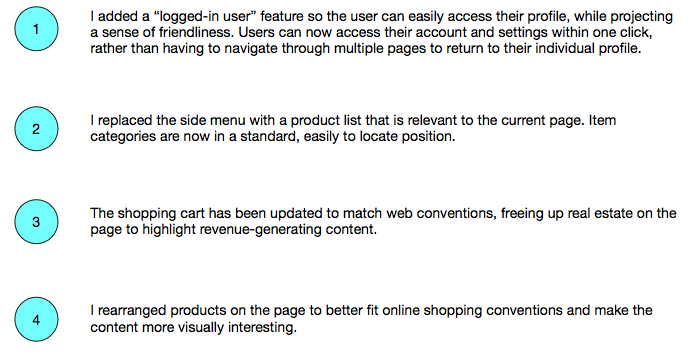 1
I added a “logged-in user” feature so the user can easily access their profile, while projecting
a sense of friendliness. Users can now access their account and settings within one click,
rather than having to navigate through multiple pages to return to their individual profile.
2
I replaced the side menu with a product list that is relevant to the current page. Item
categories are now in a standard, easily to locate position.
3
The shopping cart has been updated to match web conventions, freeing up real estate on the
page to highlight revenue-generating content.
4
I rearranged products on the page to better fit online shopping conventions and make the
content more visually interesting.